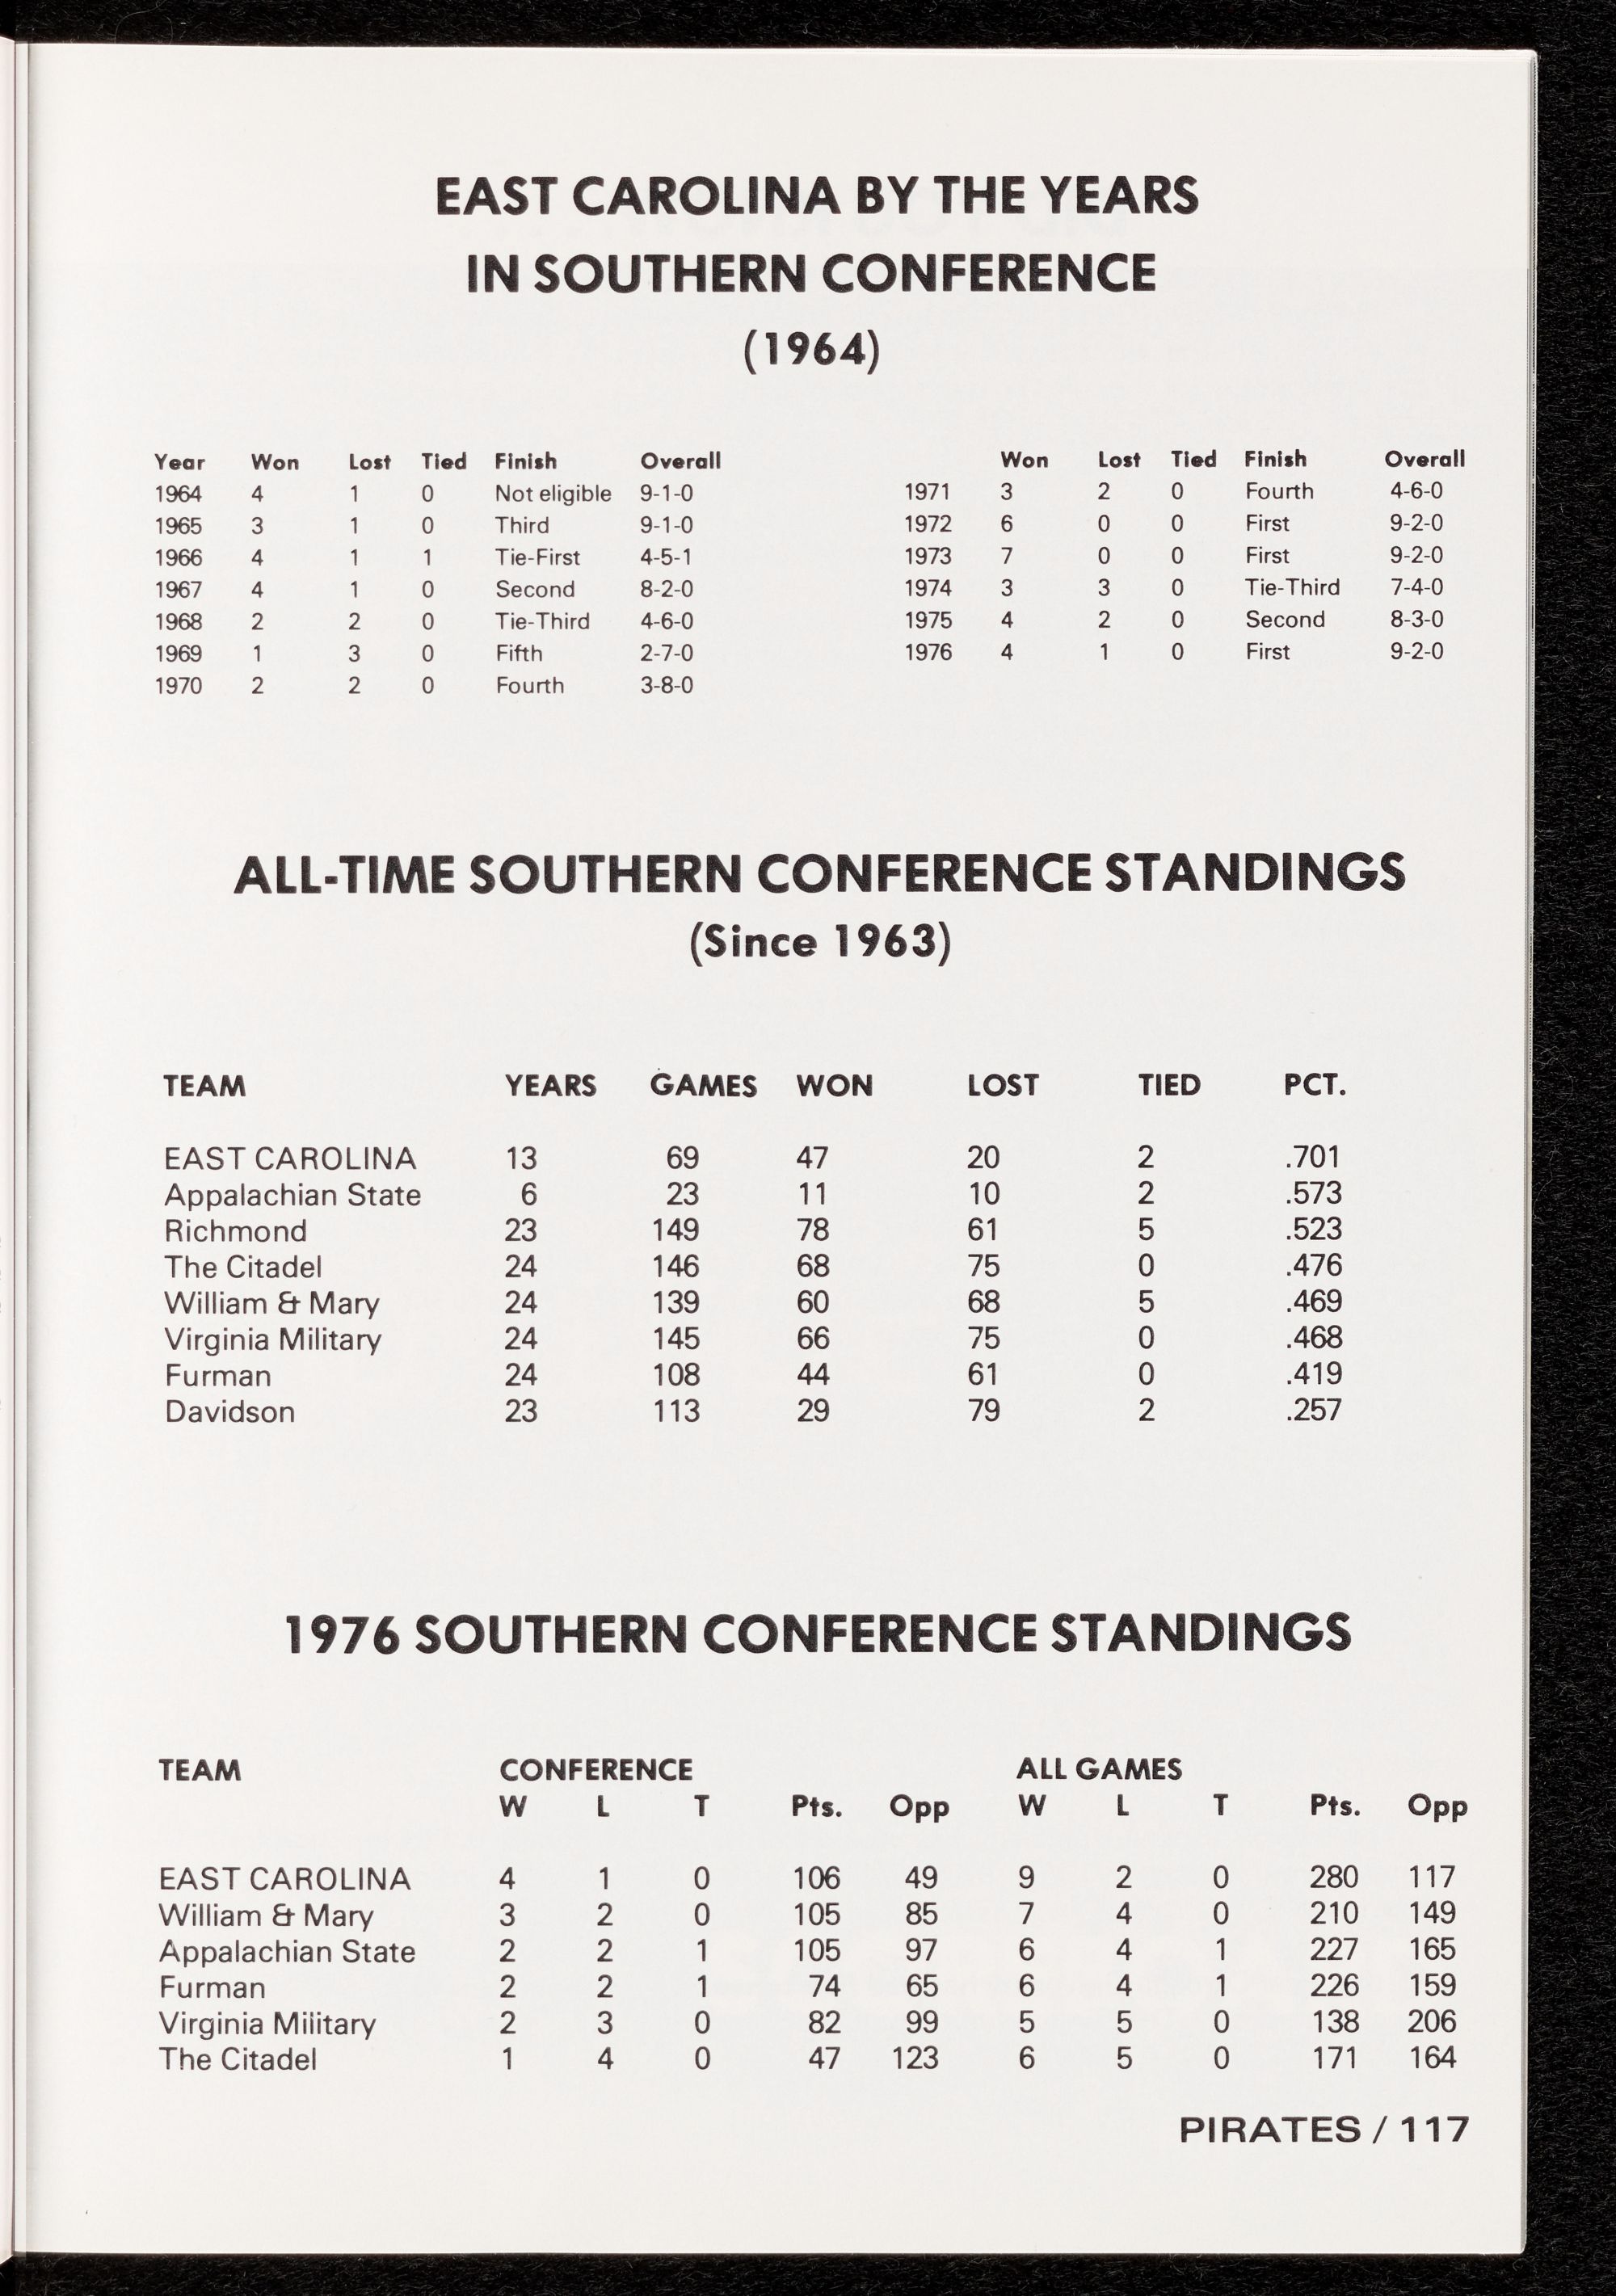 EAST CAROLINA BY THE YEARS
IN SOUTHERN CONFERENCE
(1964)
Year Won Lost Tied Finish Overall
1964 4 1 0 Not eligible 9-1-0
1965 3 1 0 Third 9-1-0
1966 4 1 1 Tie-First 4-5-1
1967 4 1 0 Second 8-2-0
1968 2 2 0 Tie-Third 4-6-0
1969 1 3 0 Fifth 2-7-0
1970 2 2 0 Fourth 3-8-0
Won Lost Tied Finish Overall
1971 3 2 0 Fourth 4-6-0
1972 6 0 0 First 9-2-0
1973 7 0 0 First 9-2-0
1974 3 3 0 Tie-Third 7-4-0
1975 4 2 0 Second 8-3-0
1976 4 1 0 First 9-2-0
ALL-TIME SOUTHERN CONFERENCE STANDINGS
(Since 1963)
TEAM YEARS GAMES WON LOST TIED PCT.
EAST CAROLINA 13 69 47 20 2 .701
Appalachian State 6 23 11 10 2 .573
Richmond 23 149 78 61 5 .523
The Citadel 24 146 68 75 0 .476
William & Mary 24 139 60 68 5 .469
Virginia Military 24 145 66 75 0 .468
Furman 24 108 44 61 0 .419
Davidson 23 113 29 79 2 .257
1976 SOUTHERN CONFERENCE STANDINGS
TEAM CONFERENCE ALL GAMES
W L T Pts. Opp W L T Pts. Opp
EAST CAROLINA 4 1 0 106 49 9 2 0 280 117
William & Mary 3 2 0 105 85 7 4 0 210 149
Appalachian State 2 2 1 105 97 6 4 1 227 165
Furman 2 2 1 74 65 6 4 1 226 159
Virginia Military 2 3 0 82 99 5 5 0 138 206
The Citadel 1 4 0 47 123 6 5 0 171 164
PIRATES / 117